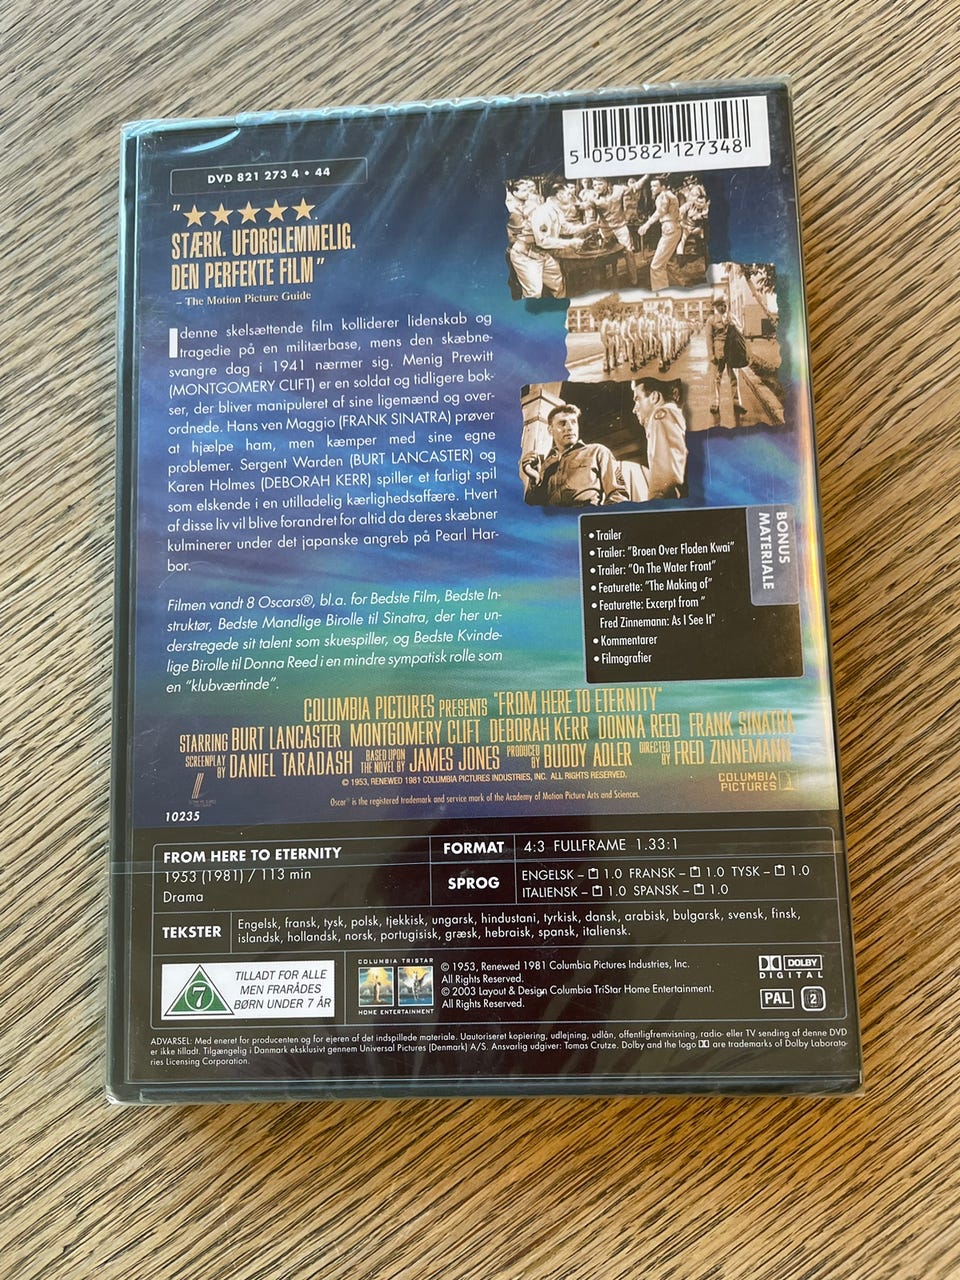 5 050582 127348
DVD 821 273 4 • 44
"★★★★★.
STÆRK. UFORGLEMMELIG.
DEN PERFEKTE FILM"
– The Motion Picture Guide
I denne skelsættende film kolliderer lidenskab og
tragedie på en militærbase, mens den skæbne-
svangre dag i 1941 nærmer sig. Menig Prewitt
(MONTGOMERY CLIFT) er en soldat og tidligere bok-
ser, der bliver manipuleret af sine ligemænd og over-
ordnede. Hans ven Maggio (FRANK SINATRA) prøver
at hjælpe ham, men kæmper med sine egne
problemer. Sergent Warden (BURT LANCASTER) og
Karen Holmes (DEBORAH KERR) spiller et farligt spil
som elskende i en utilladelig kærlighedsaffære. Hvert
af disse liv vil blive forandret for altid da deres skæbner
kulminerer under det japanske angreb på Pearl Har-
bor.
Filmen vandt 8 Oscars®, bl.a. for Bedste Film, Bedste In-
struktør, Bedste Mandlige Birolle til Sinatra, der her un-
derstregede sit talent som skuespiller, og Bedste Kvinde-
lige Birolle til Donna Reed i en mindre sympatisk rolle som
en "klubværtinde".
BONUS
MATERIALE
• Trailer
• Trailer: "Broen Over Floden Kwai"
• Trailer: "On The Water Front"
• Featurette: "The Making of"
• Featurette: Excerpt from "
Fred Zinnemann: As I See It"
• Kommentarer
• Filmografier
COLUMBIA PICTURES PRESENTS "FROM HERE TO ETERNITY"
STARRING BURT LANCASTER MONTGOMERY CLIFT DEBORAH KERR DONNA REED FRANK SINATRA
SCREENPLAY BY DANIEL TARADASH BASED UPON THE NOVEL BY JAMES JONES PRODUCED BY BUDDY ADLER DIRECTED BY FRED ZINNEMANN
© 1953, RENEWED 1981 COLUMBIA PICTURES INDUSTRIES, INC. ALL RIGHTS RESERVED.
COLUMBIA
PICTURES
Oscar® is the registered trademark and service mark of the Academy of Motion Picture Arts and Sciences.
10235
FROM HERE TO ETERNITY
1953 (1981) / 113 min
Drama
FORMAT 4:3 FULLFRAME 1.33:1
SPROG ENGELSK – 1.0 FRANSK – 1.0 TYSK – 1.0
ITALIENSK – 1.0 SPANSK – 1.0
TEKSTER Engelsk, fransk, tysk, polsk, tjekkisk, ungarsk, hindustani, tyrkisk, dansk, arabisk, bulgarsk, svensk, finsk,
islandsk, hollandsk, norsk, portugisisk, græsk, hebraisk, spansk, italiensk.
7
TILLADT FOR ALLE
MEN FRARÅDES
BØRN UNDER 7 ÅR
COLUMBIA TRISTAR
HOME ENTERTAINMENT
© 1953, Renewed 1981 Columbia Pictures Industries, Inc.
All Rights Reserved.
© 2003 Layout & Design Columbia TriStar Home Entertainment.
All Rights Reserved.
DOLBY
DIGITAL
PAL 2
ADVARSEL: Med eneret for producenten og for ejeren af det indspillede materiale. Uautoriseret kopiering, udlejning, udlån, offentligfremvisning, radio- eller TV sending af denne DVD
er ikke tilladt. Tilgængelig i Danmark eksklusivt gennem Universal Pictures (Denmark) A/S. Ansvarlig udgiver: Tomas Crutze. Dolby and the logo are trademarks of Dolby Laborato-
ries Licensing Corporation.